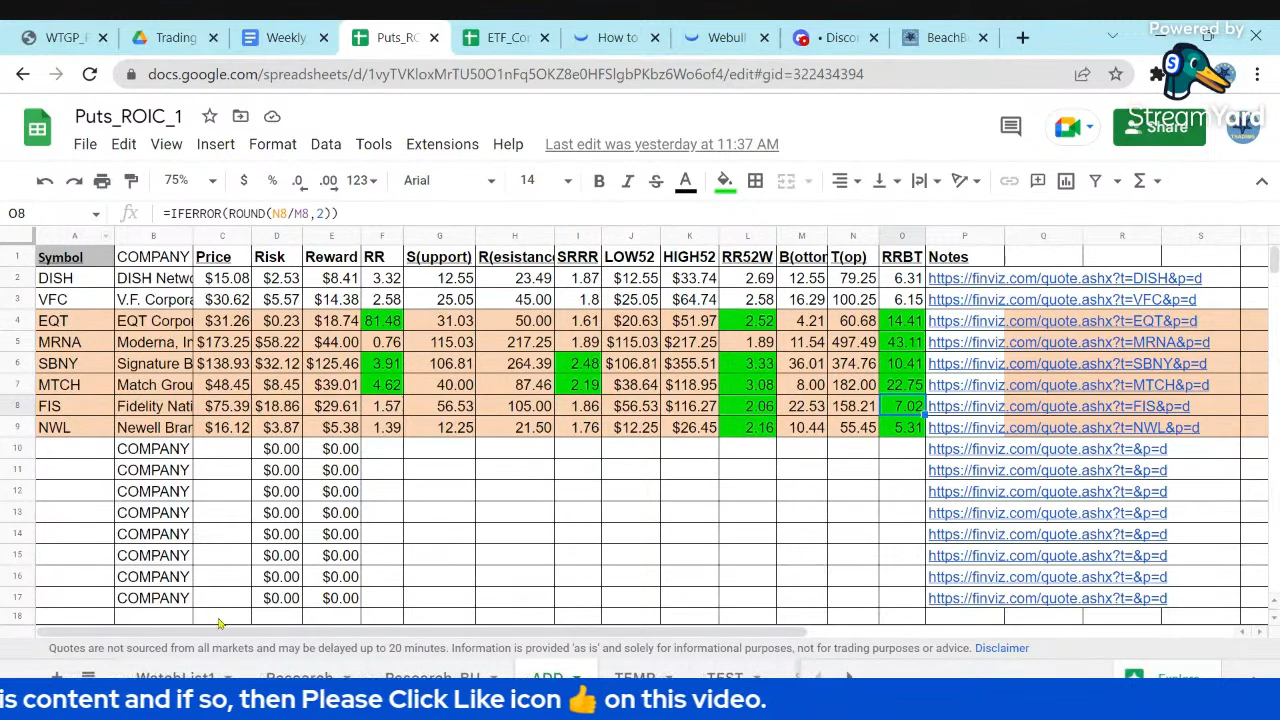 Powered by
StreamYard
WTGP_F Trading Weekly Puts_RO ETF.Con How to Webull • Discor BeachBu
docs.google.com/spreadsheets/d/1vyTVKloxMrTU50O1nFq5OKZ8e0HFSlgbPKbz6Wo6of4/edit#gid=322434394
Puts_ROIC_1
File Edit View Insert Format Data Tools Extensions Help Last edit was yesterday at 11:37 AM
Share
75% $ % .0 .00 123 Arial 14 B I S A
O8 fx =IFERROR(ROUND(N8/M8,2))
A B C D E F G H I J K L M N O P Q R S
1 Symbol COMPANY Price Risk Reward RR S(upport) R(esistance SRRR LOW52 HIGH52 RR52W B(ottor T(op) RRBT Notes
2 DISH DISH Netwo $15.08 $2.53 $8.41 3.32 12.55 23.49 1.87 $12.55 $33.74 2.69 12.55 79.25 6.31 https://finviz.com/quote.ashx?t=DISH&p=d
3 VFC V.F. Corpora $30.62 $5.57 $14.38 2.58 25.05 45.00 1.8 $25.05 $64.74 2.58 16.29 100.25 6.15 https://finviz.com/quote.ashx?t=VFC&p=d
4 EQT EQT Corpor $31.26 $0.23 $18.74 81.48 31.03 50.00 1.61 $20.63 $51.97 2.52 4.21 60.68 14.41 https://finviz.com/quote.ashx?t=EQT&p=d
5 MRNA Moderna, In $173.25 $58.22 $44.00 0.76 115.03 217.25 1.89 $115.03 $217.25 1.89 11.54 497.49 43.11 https://finviz.com/quote.ashx?t=MRNA&p=d
6 SBNY Signature B $138.93 $32.12 $125.46 3.91 106.81 264.39 2.48 $106.81 $355.51 3.33 36.01 374.76 10.41 https://finviz.com/quote.ashx?t=SBNY&p=d
7 MTCH Match Grou $48.45 $8.45 $39.01 4.62 40.00 87.46 2.19 $38.64 $118.95 3.08 8.00 182.00 22.75 https://finviz.com/quote.ashx?t=MTCH&p=d
8 FIS Fidelity Nati 75.39 $18.86 $29.61 1.57 56.53 105.00 1.86 $56.53 $116.27 2.06 22.53 158.21 7.02 https://finviz.com/quote.ashx?t=FIS&p=d
9 NWL Newell Bran 6.12 $3.87 $5.38 1.39 12.25 21.50 1.76 $12.25 $26.45 2.16 10.44 55.45 5.31 https://finviz.com/quote.ashx?t=NWL&p=d
10 COMPANY $0.00 $0.00 https://finviz.com/quote.ashx?t=&p=d
11 COMPANY $0.00 $0.00 https://finviz.com/quote.ashx?t=&p=d
12 COMPANY $0.00 $0.00 https://finviz.com/quote.ashx?t=&p=d
13 COMPANY $0.00 $0.00 https://finviz.com/quote.ashx?t=&p=d
14 COMPANY $0.00 $0.00 https://finviz.com/quote.ashx?t=&p=d
15 COMPANY $0.00 $0.00 https://finviz.com/quote.ashx?t=&p=d
16 COMPANY $0.00 $0.00 https://finviz.com/quote.ashx?t=&p=d
17 COMPANY $0.00 $0.00 https://finviz.com/quote.ashx?t=&p=d
18
Quotes are not sourced from all markets and may be delayed up to 20 minutes. Information is provided 'as is' and solely for informational purposes, not for trading purposes or advice. Disclaimer
WatchList1 Research Research_BU ADD TEMP TEST Explore
is content and if so, then Please Click Like icon 👍 on this video.